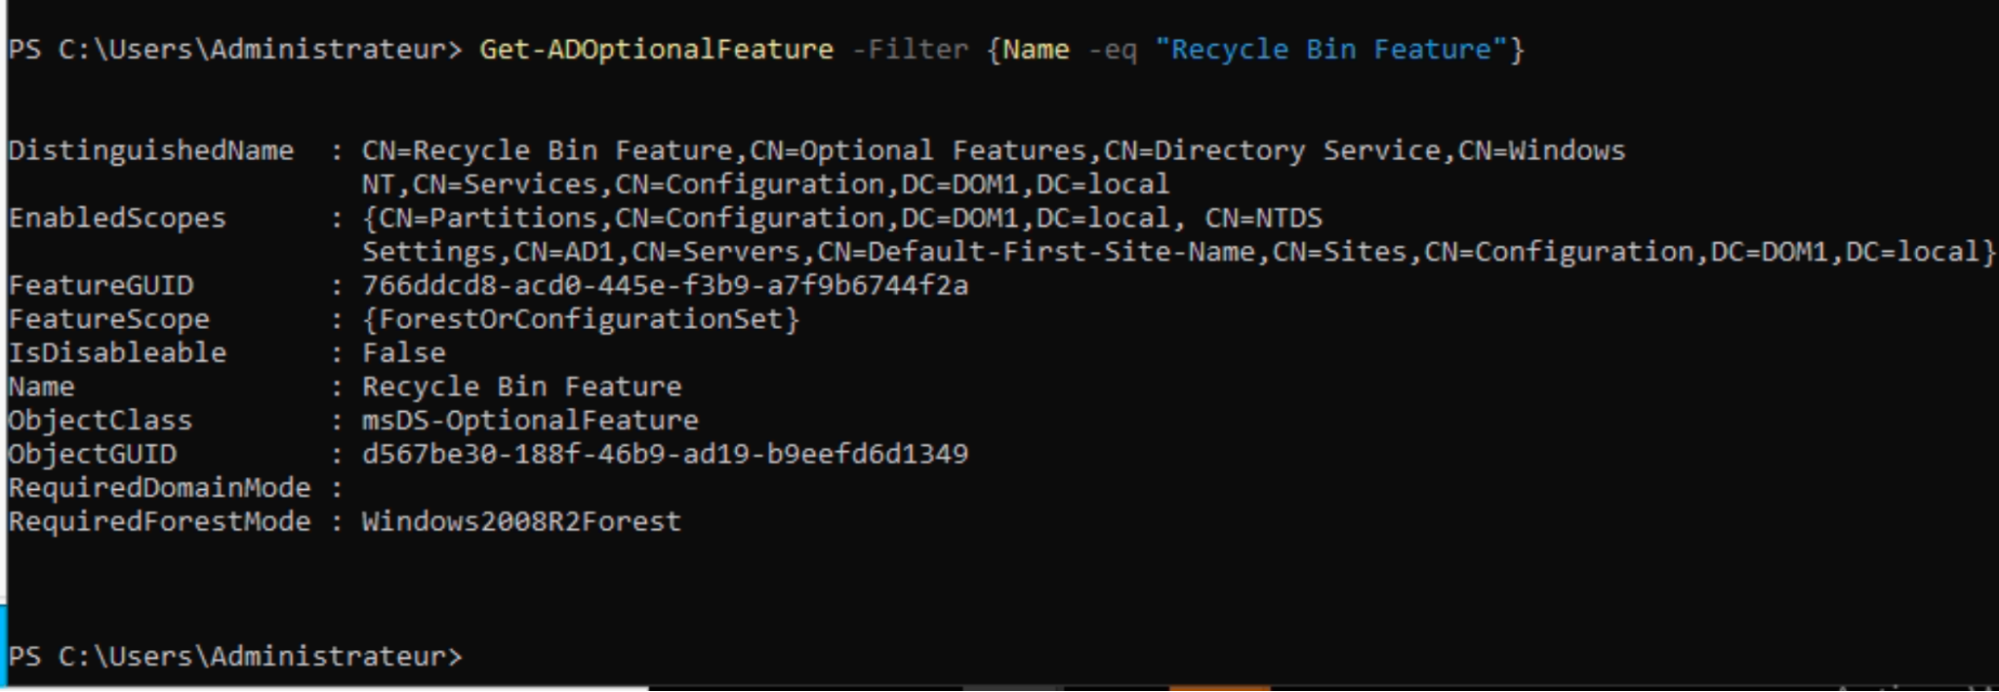 PS C:\Users\Administrateur> Get-ADOptionalFeature -Filter {Name -eq "Recycle Bin Feature"}
DistinguishedName : CN=Recycle Bin Feature,CN=Optional Features,CN=Directory Service,CN=Windows
NT,CN=Services,CN=Configuration,DC=DOM1,DC=local
EnabledScopes : {CN=Partitions,CN=Configuration,DC=DOM1,DC=local, CN=NTDS
Settings,CN=AD1,CN=Servers,CN=Default-First-Site-Name,CN=Sites,CN=Configuration,DC=DOM1,DC=local}
FeatureGUID : 766ddcd8-acd0-445e-f3b9-a7f9b6744f2a
FeatureScope : {ForestOrConfigurationSet}
IsDisableable : False
Name : Recycle Bin Feature
ObjectClass : msDS-OptionalFeature
ObjectGUID : d567be30-188f-46b9-ad19-b9eefd6d1349
RequiredDomainMode :
RequiredForestMode : Windows2008R2Forest
PS C:\Users\Administrateur>